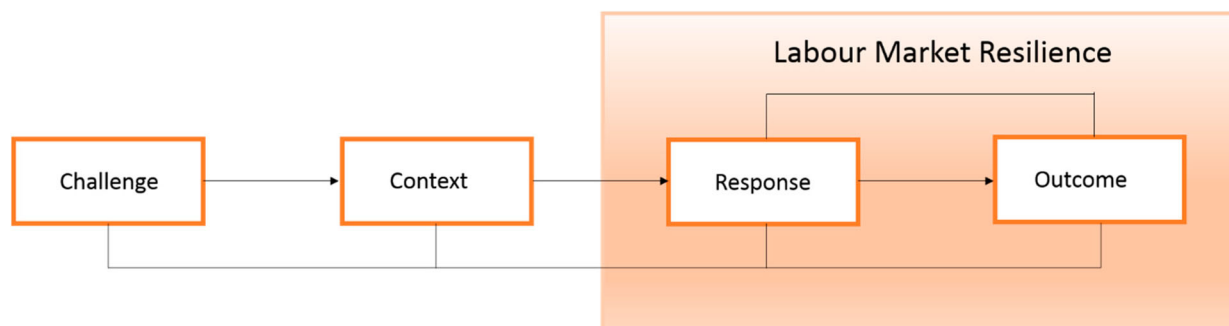 Labour Market Resilience
Challenge
Context
Response
Outcome